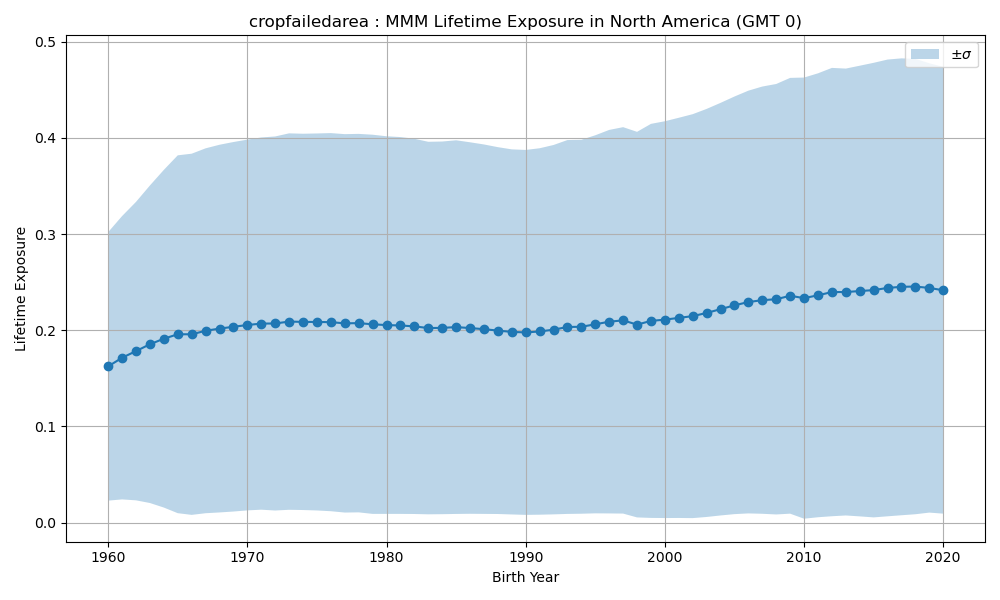 cropfailedarea : MMM Lifetime Exposure in North America (GMT 0)
±σ
Lifetime Exposure
0.5
0.4
0.3
0.2
0.1
0.0
1960 1970 1980 1990 2000 2010 2020
Birth Year